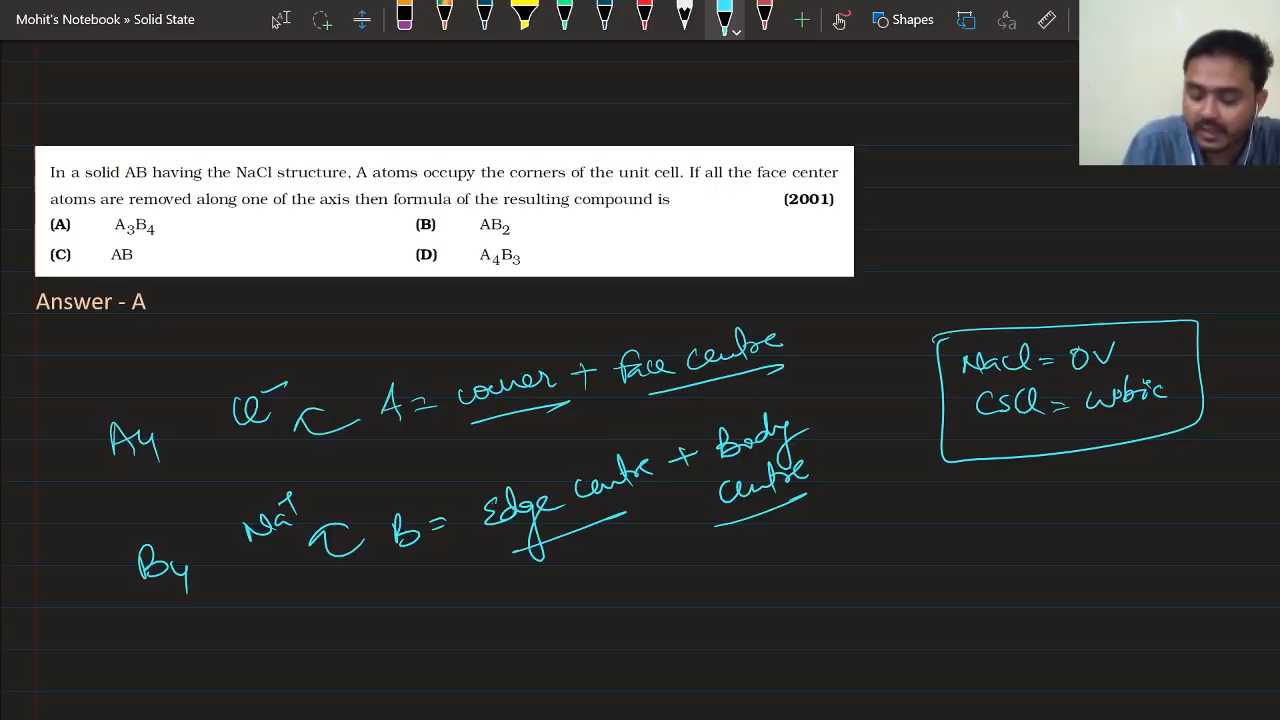 Mohit's Notebook » Solid State
Shapes
In a solid AB having the NaCl structure, A atoms occupy the corners of the unit cell. If all the face center
atoms are removed along one of the axis then formula of the resulting compound is (2001)
(A) A₃B₄ (B) AB₂
(C) AB (D) A₄B₃
Answer - A
NaCl = OV
CsCl = cubic
A₄ Cl⁻ A = corner + face centre
B₄ Na⁺ B = Edge centre + Body
centre